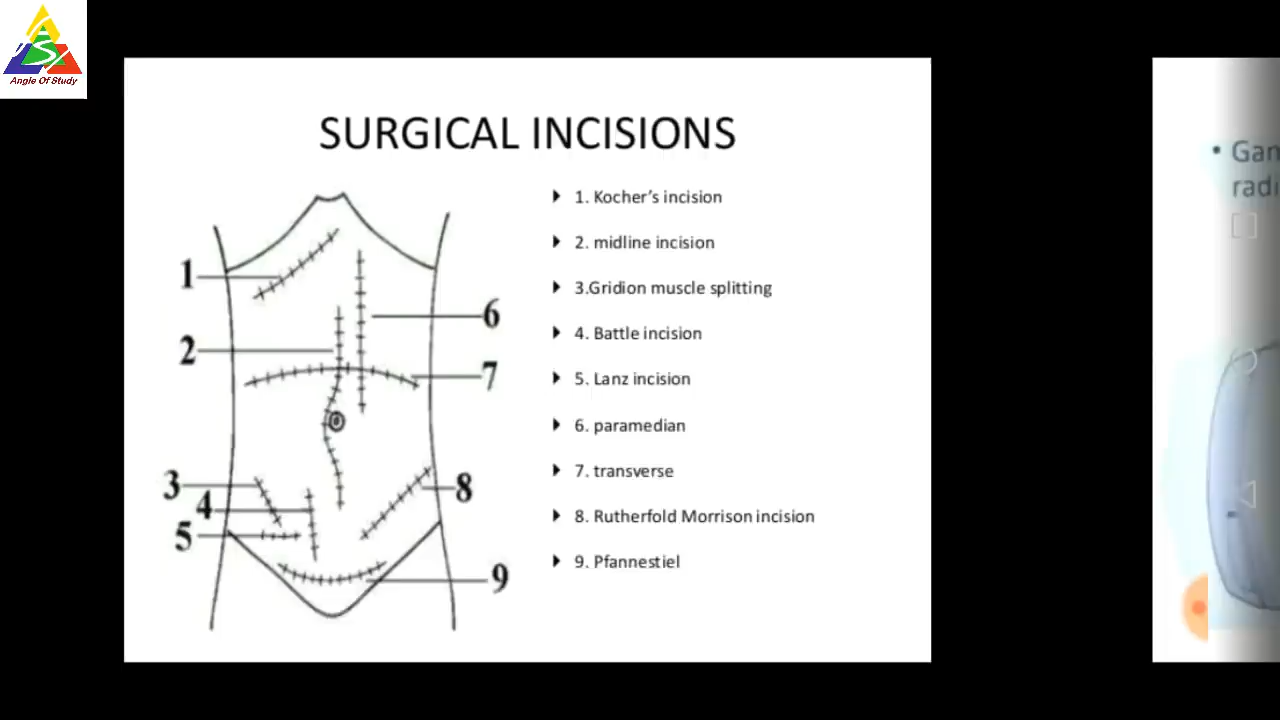 Angle Of Study
SURGICAL INCISIONS
1. Kocher's incision
2. midline incision
3.Gridion muscle splitting
4. Battle incision
5. Lanz incision
6. paramedian
7. transverse
8. Rutherfold Morrison incision
9. Pfannestiel
1
2
3
4
5
6
7
8
9